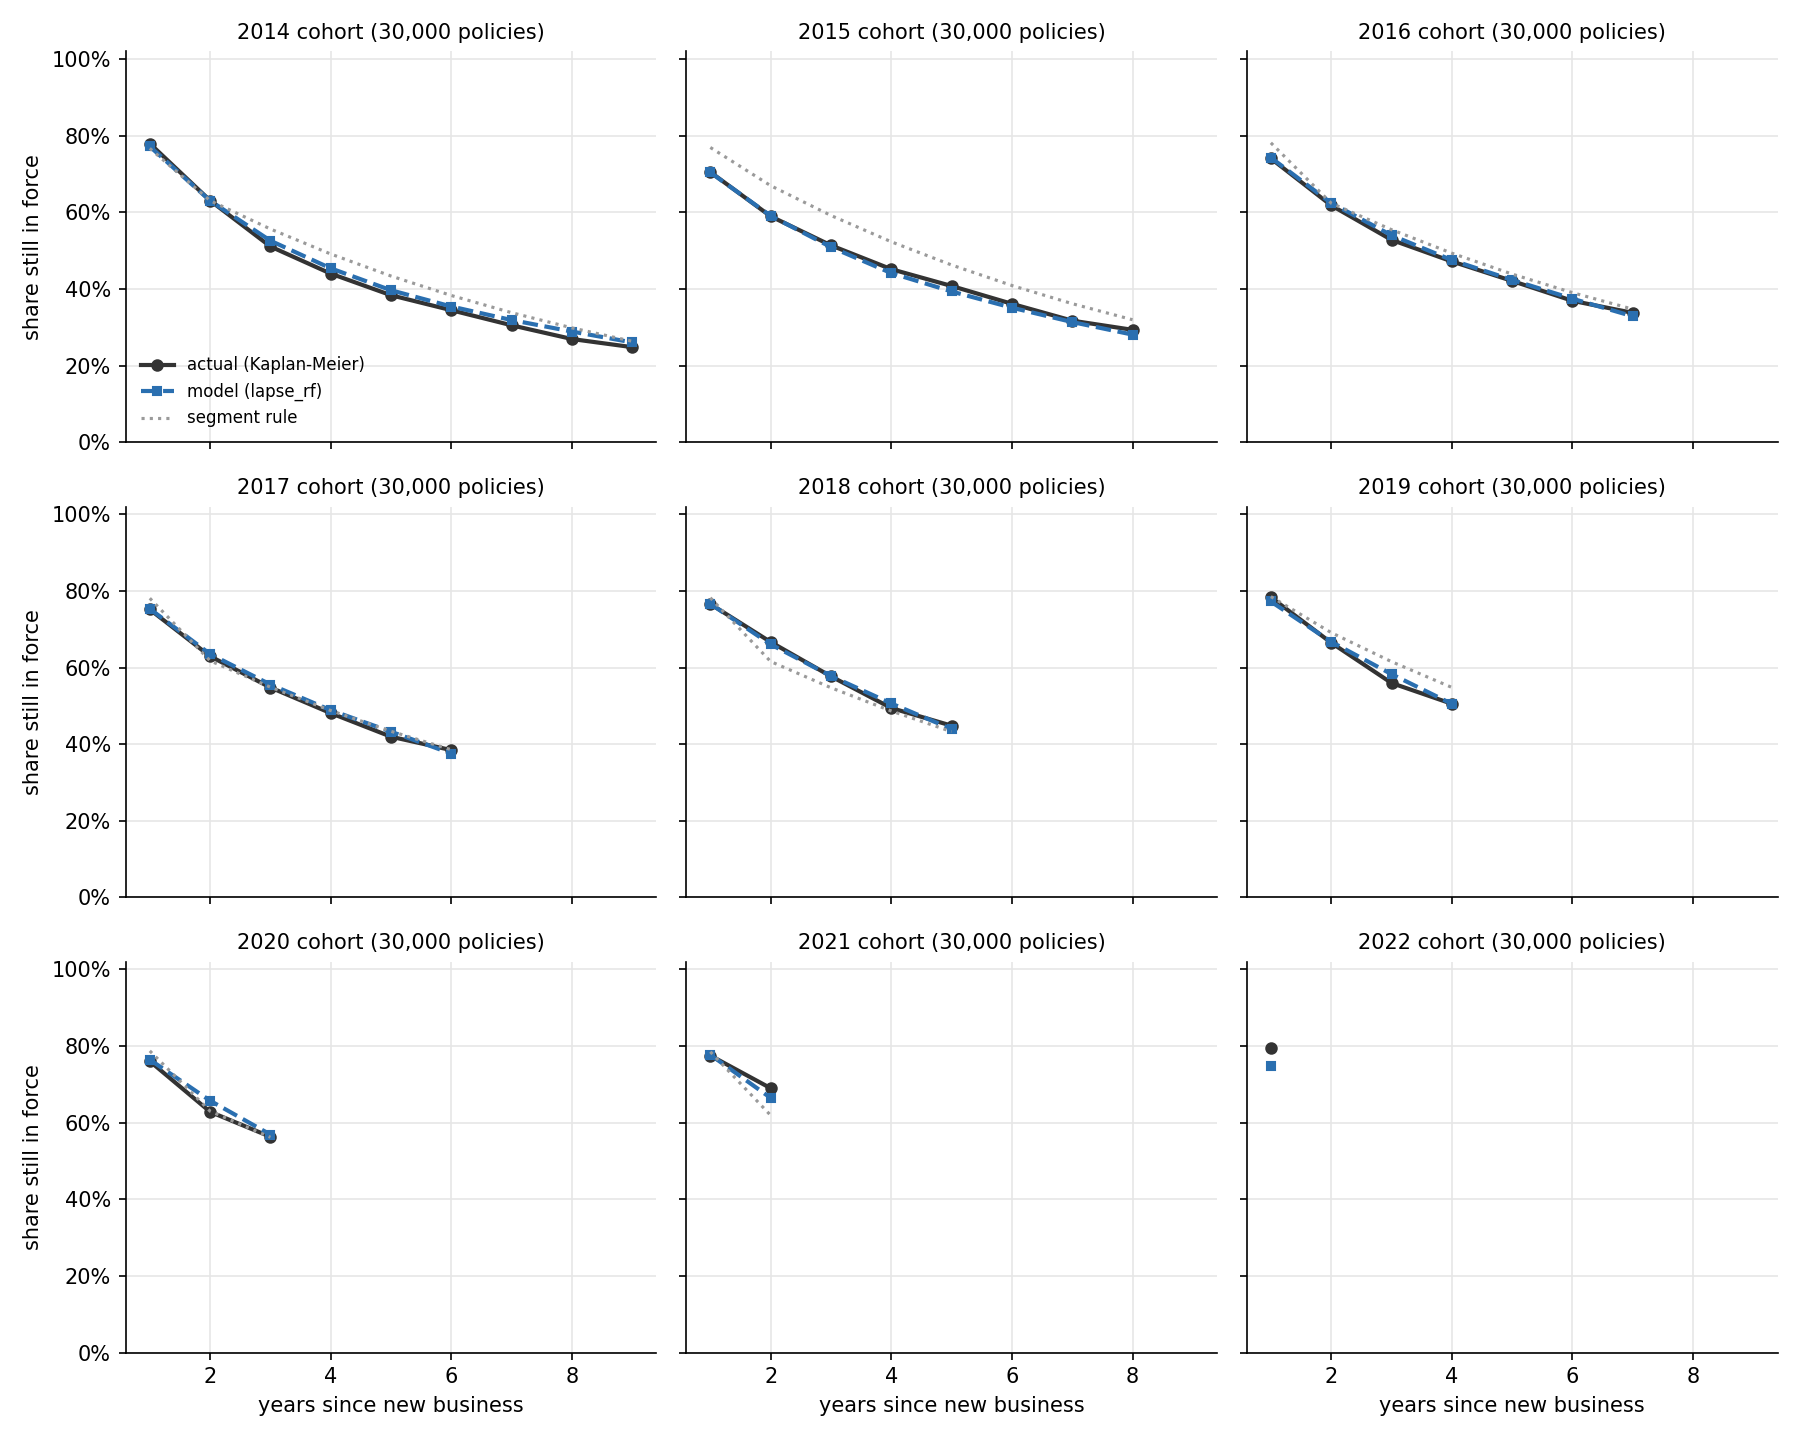 2014 cohort (30,000 policies)
2015 cohort (30,000 policies)
2016 cohort (30,000 policies)
100%
80%
60%
40%
20%
0%
share still in force
actual (Kaplan-Meier)
model (lapse_rf)
segment rule
2017 cohort (30,000 policies)
2018 cohort (30,000 policies)
2019 cohort (30,000 policies)
100%
80%
60%
40%
20%
0%
share still in force
2020 cohort (30,000 policies)
2021 cohort (30,000 policies)
2022 cohort (30,000 policies)
100%
80%
60%
40%
20%
0%
share still in force
2 4 6 8
2 4 6 8
2 4 6 8
years since new business
years since new business
years since new business